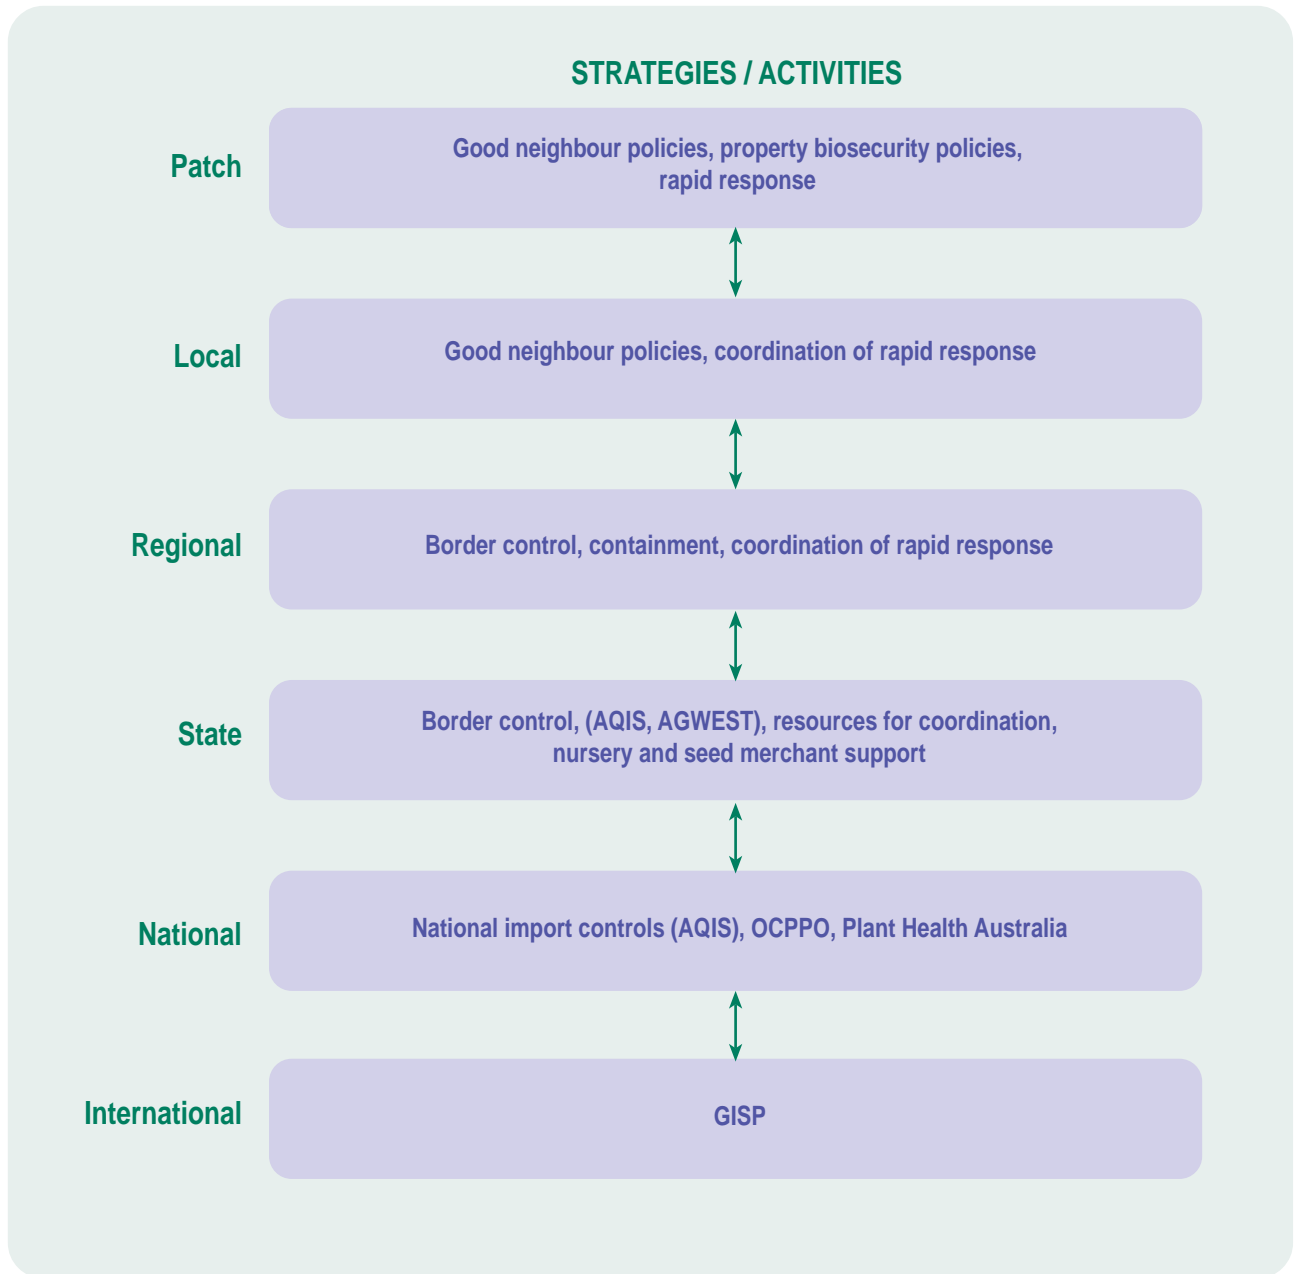 STRATEGIES / ACTIVITIES
Patch
Good neighbour policies, property biosecurity policies,
rapid response
Local
Good neighbour policies, coordination of rapid response
Regional
Border control, containment, coordination of rapid response
State
Border control, (AQIS, AGWEST), resources for coordination,
nursery and seed merchant support
National
National import controls (AQIS), OCPPO, Plant Health Australia
International
GISP